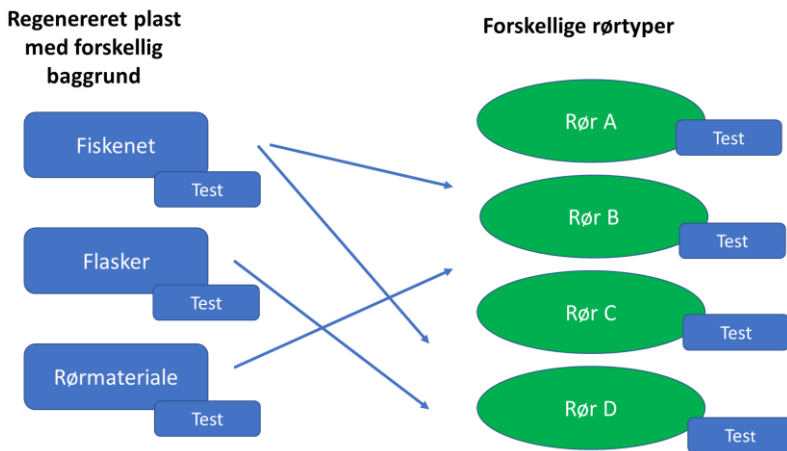 Regenereret plast
med forskellig
baggrund
Fiskenet
Test
Flasker
Test
Rørmateriale
Test
Forskellige rørtyper
Rør A
Test
Rør B
Test
Rør C
Test
Rør D
Test